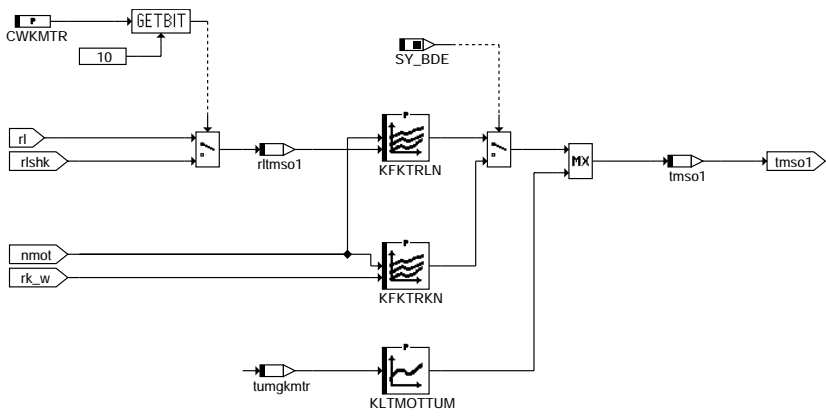 P
GETBIT
CWKMTR
10
SY_BDE
rl
rlshk
rltmso1
P
KFKTRLN
MX
tmso1
tmso1
nmot
rk_w
P
KFKTRKN
tumgkmtr
P
KLTMOTTUM